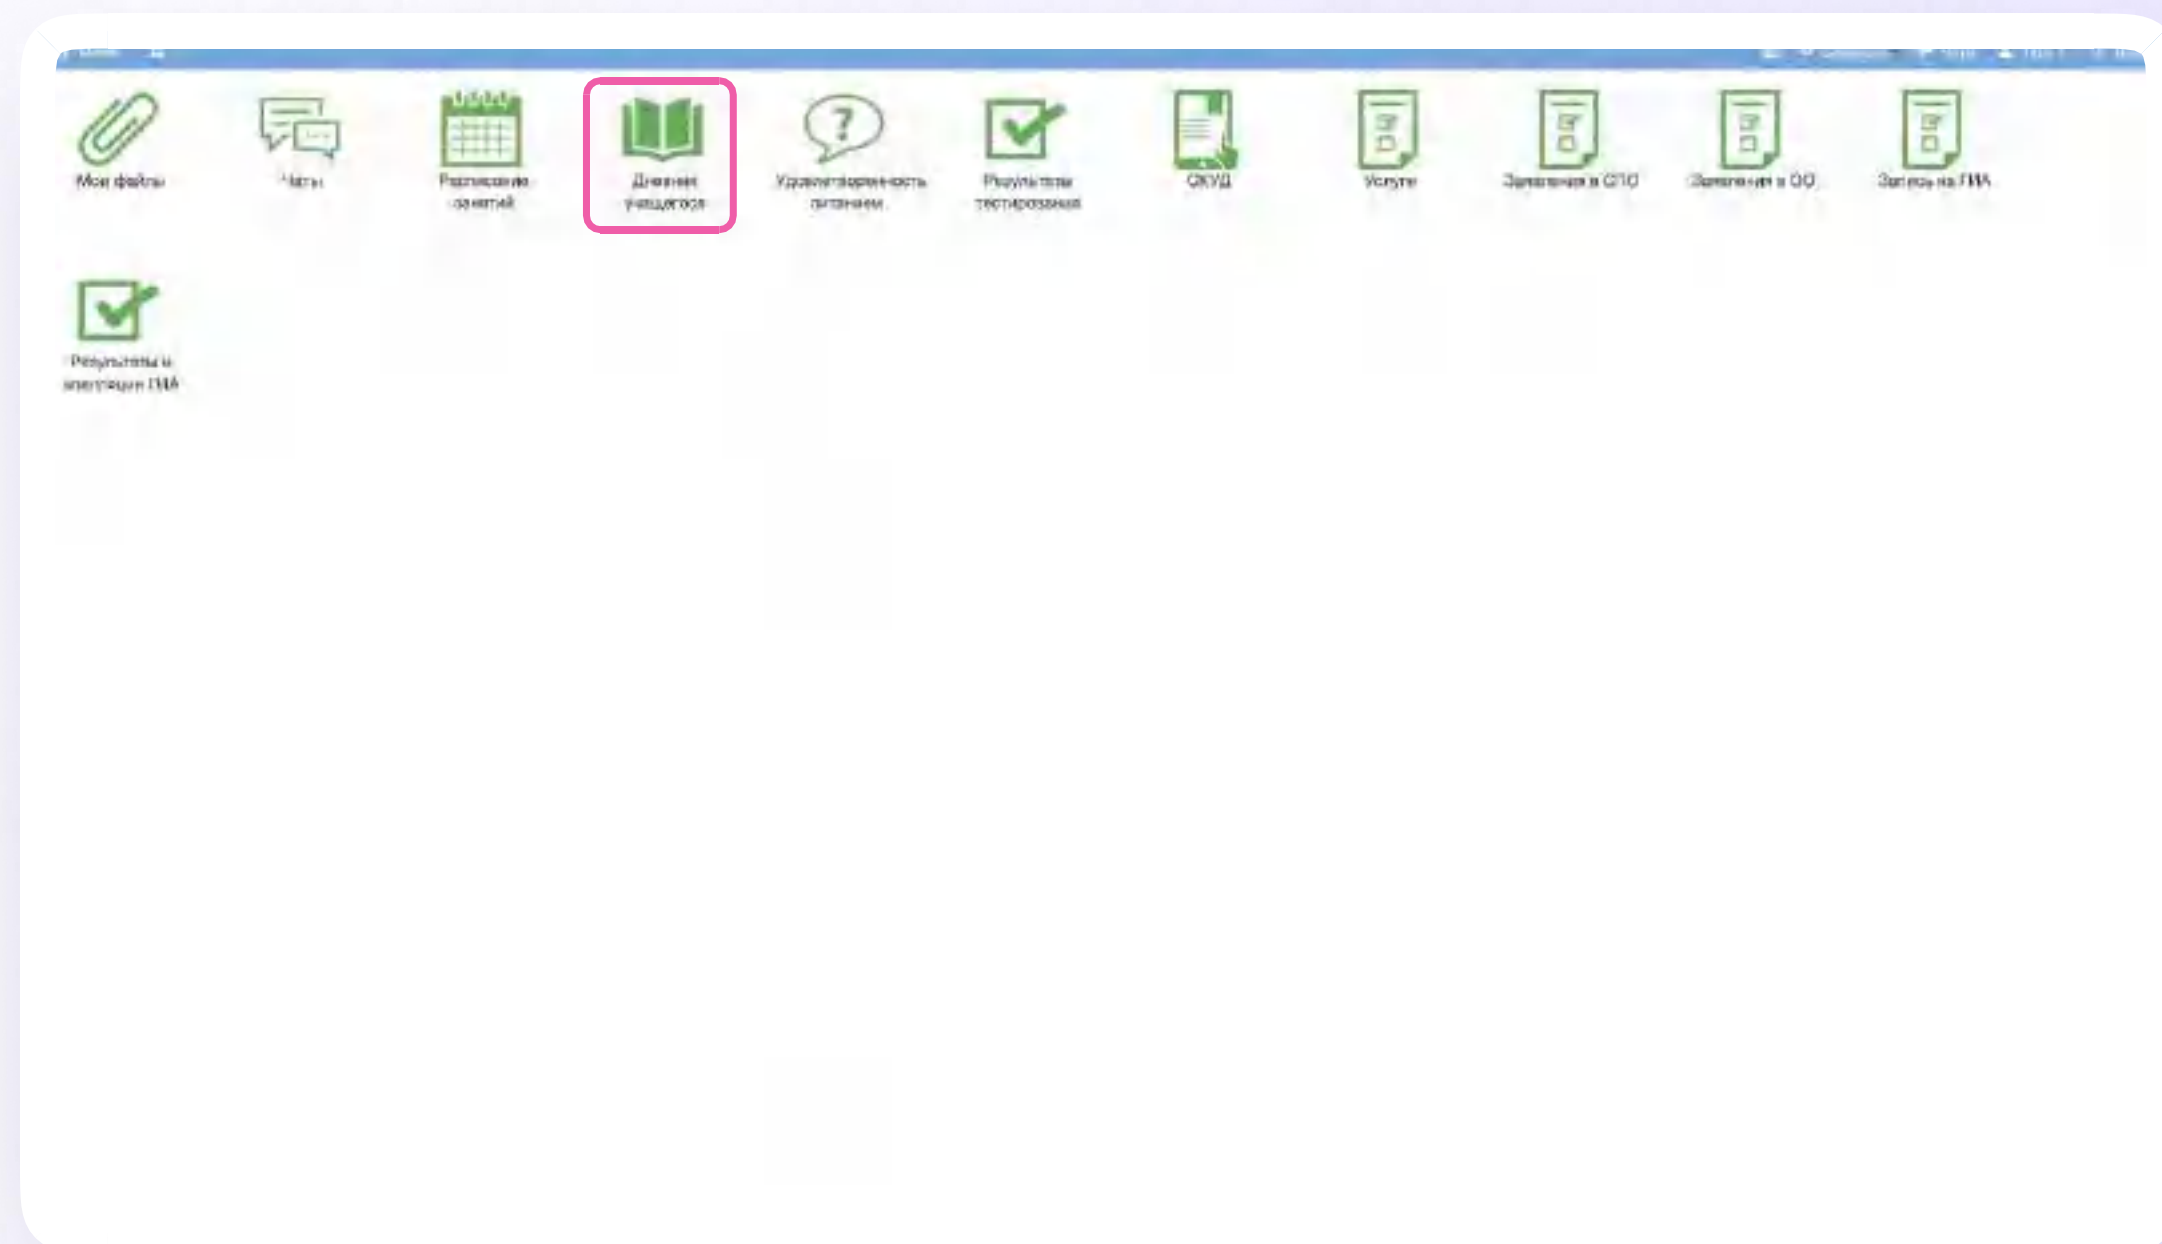 Мои файлы
Чаты
Расписание
занятий
Дневник
учащегося
Удовлетворенность
питанием
?
Результаты
тестирования
СКУД
Услуги
Заявления в СПО
Заявления в ОО
Запись на ГИА
Результаты и
апелляции ГИА